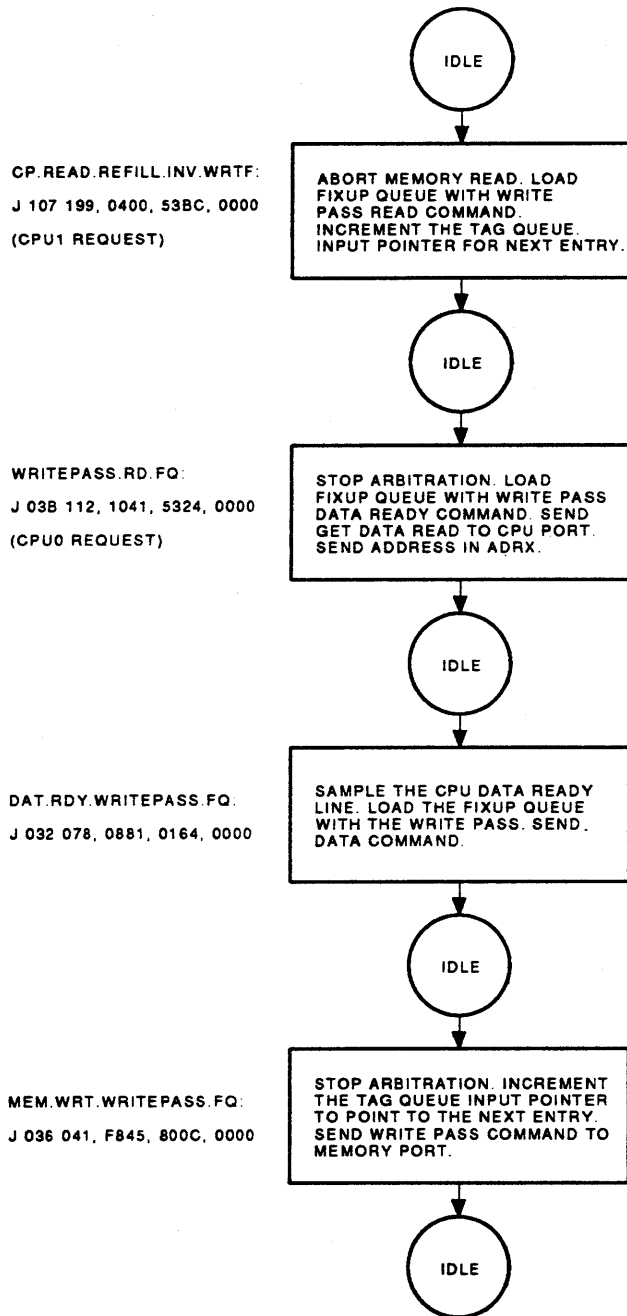 IDLE
CP.READ.REFILL.INV.WRTF:
J 107 199, 0400, 53BC, 0000
(CPU1 REQUEST)
ABORT MEMORY READ. LOAD
FIXUP QUEUE WITH WRITE
PASS READ COMMAND.
INCREMENT THE TAG QUEUE.
INPUT POINTER FOR NEXT ENTRY.
IDLE
WRITEPASS.RD.FQ:
J 03B 112, 1041, 5324, 0000
(CPU0 REQUEST)
STOP ARBITRATION. LOAD
FIXUP QUEUE WITH WRITE PASS
DATA READY COMMAND. SEND
GET DATA READ TO CPU PORT.
SEND ADDRESS IN ADRX.
IDLE
DAT.RDY.WRITEPASS.FQ:
J 032 078, 0881, 0164, 0000
SAMPLE THE CPU DATA READY
LINE. LOAD THE FIXUP QUEUE
WITH THE WRITE PASS. SEND.
DATA COMMAND.
IDLE
MEM.WRT.WRITEPASS.FQ:
J 036 041, F845, 800C, 0000
STOP ARBITRATION. INCREMENT
THE TAG QUEUE INPUT POINTER
TO POINT TO THE NEXT ENTRY.
SEND WRITE PASS COMMAND TO
MEMORY PORT.
IDLE